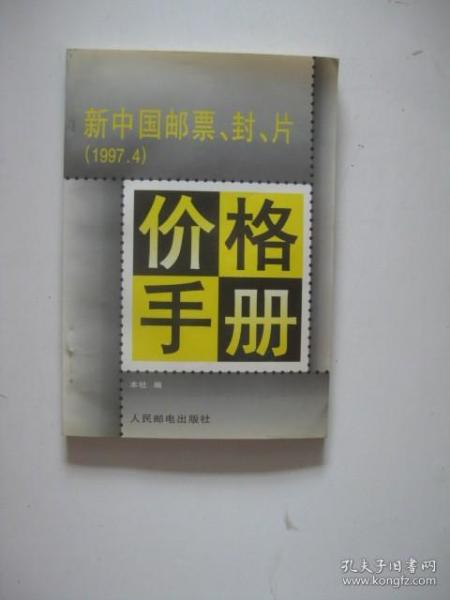 新中国邮票、封、片
(1997.4)
价格
手册
本社 编
人民邮电出版社
孔夫子旧书网
www.kongfz.com